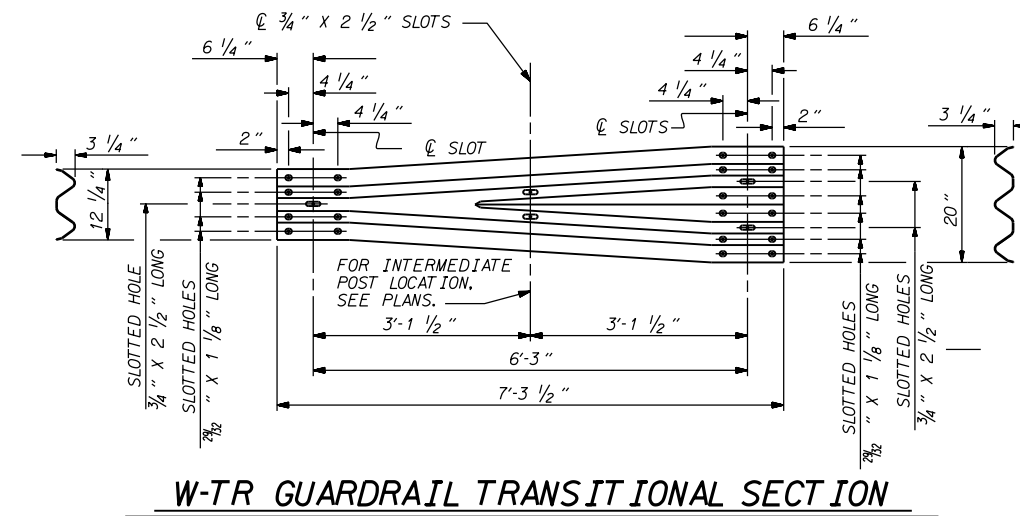 ℄ 3/4" X 2 1/2" SLOTS
6 1/4"
6 1/4"
4 1/4"
4 1/4"
4 1/4"
4 1/4"
3 1/4"
2"
℄ SLOT
℄ SLOTS
2"
3 1/4"
12 1/4"
20"
FOR INTERMEDIATE
POST LOCATION,
SEE PLANS.
SLOTTED HOLE
3/4" X 2 1/2" LONG
SLOTTED HOLES
29/32" X 1 1/8" LONG
3'-1 1/2"
3'-1 1/2"
6'-3"
7'-3 1/2"
SLOTTED HOLES
29/32" X 1 1/8" LONG
SLOTTED HOLES
3/4" X 2 1/2" LONG
W-TR GUARDRAIL TRANSITIONAL SECTION